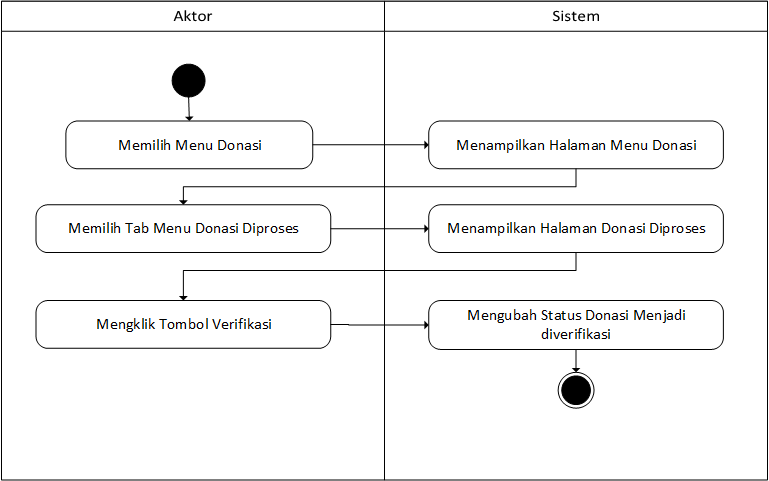 Aktor
Sistem
Memilih Menu Donasi
Menampilkan Halaman Menu Donasi
Memilih Tab Menu Donasi Diproses
Menampilkan Halaman Donasi Diproses
Mengklik Tombol Verifikasi
Mengubah Status Donasi Menjadi
diverifikasi